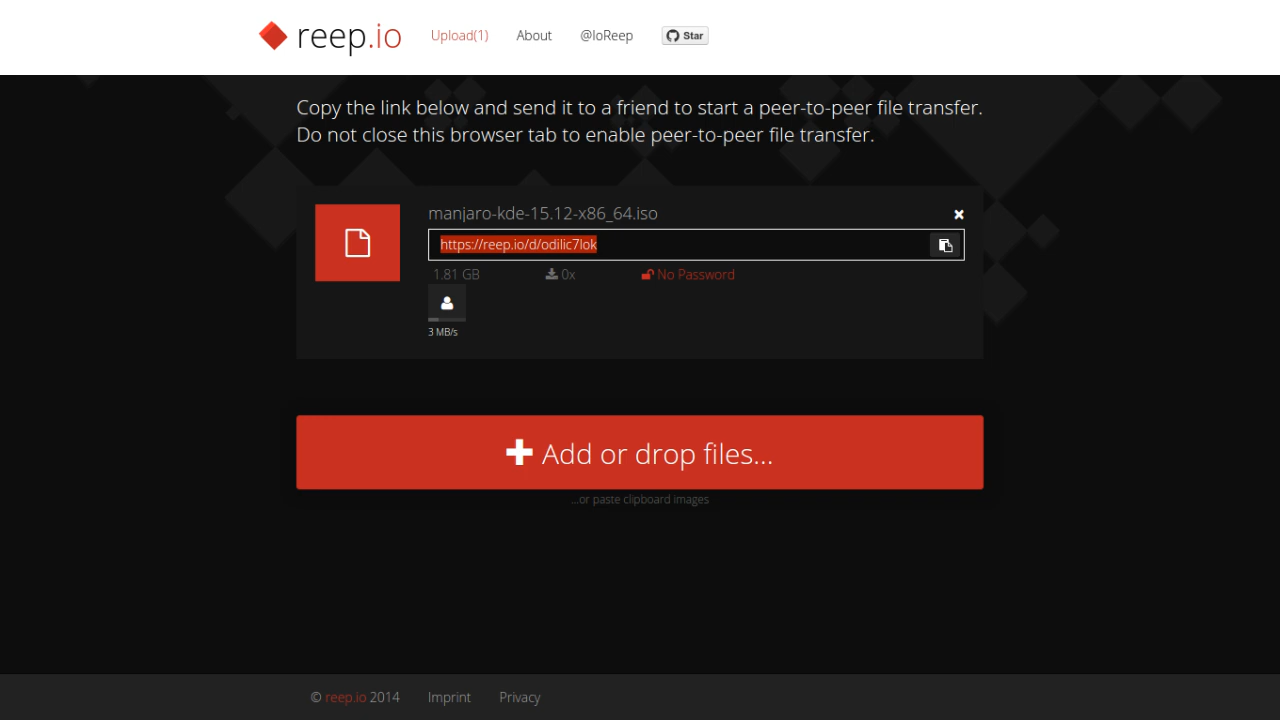 reep.io Upload(1) About @IoReep Star
Copy the link below and send it to a friend to start a peer-to-peer file transfer.
Do not close this browser tab to enable peer-to-peer file transfer.
manjaro-kde-15.12-x86_64.iso
https://reep.io/d/odilic7lok
1.81 GB 0x No Password
3 MB/s
Add or drop files...
...or paste clipboard images
© reep.io 2014 Imprint Privacy